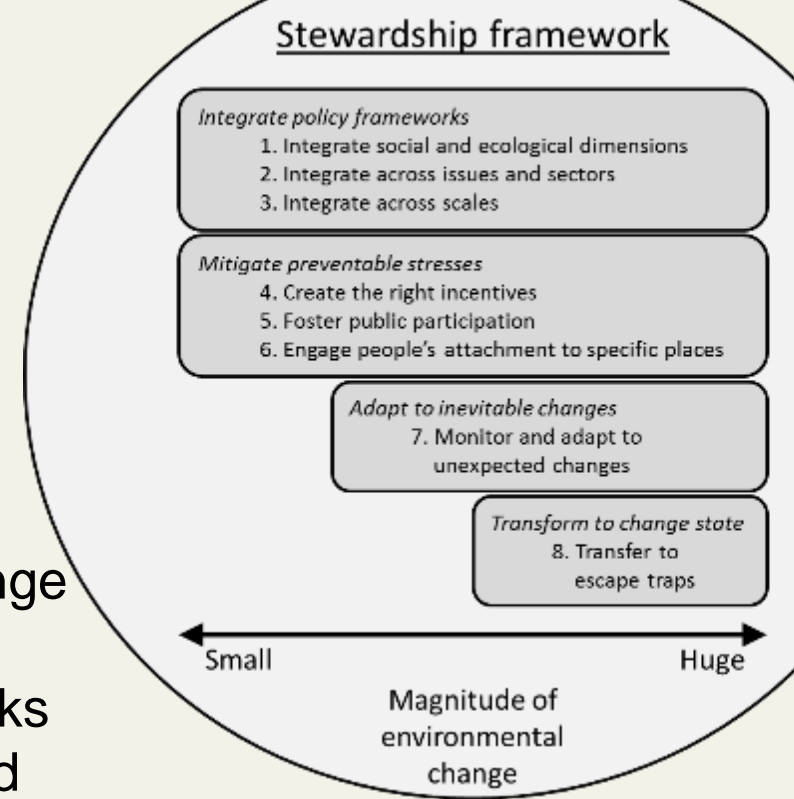 Stewardship framework
Integrate policy frameworks
1. Integrate social and ecological dimensions
2. Integrate across issues and sectors
3. Integrate across scales
Mitigate preventable stresses
4. Create the right incentives
5. Foster public participation
6. Engage people's attachment to specific places
Adapt to inevitable changes
7. Monitor and adapt to
unexpected changes
Transform to change state
8. Transfer to
escape traps
Small
Huge
Magnitude of
environmental
change